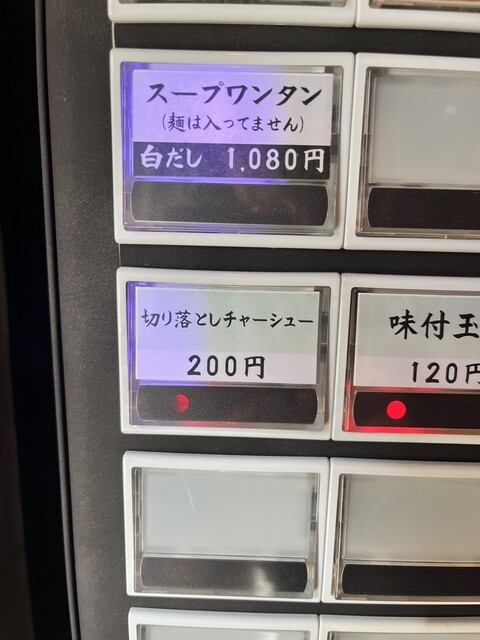 スープワンタン
(麺は入ってません)
白だし 1,080円
切り落としチャーシュー
200円
味付玉
120円